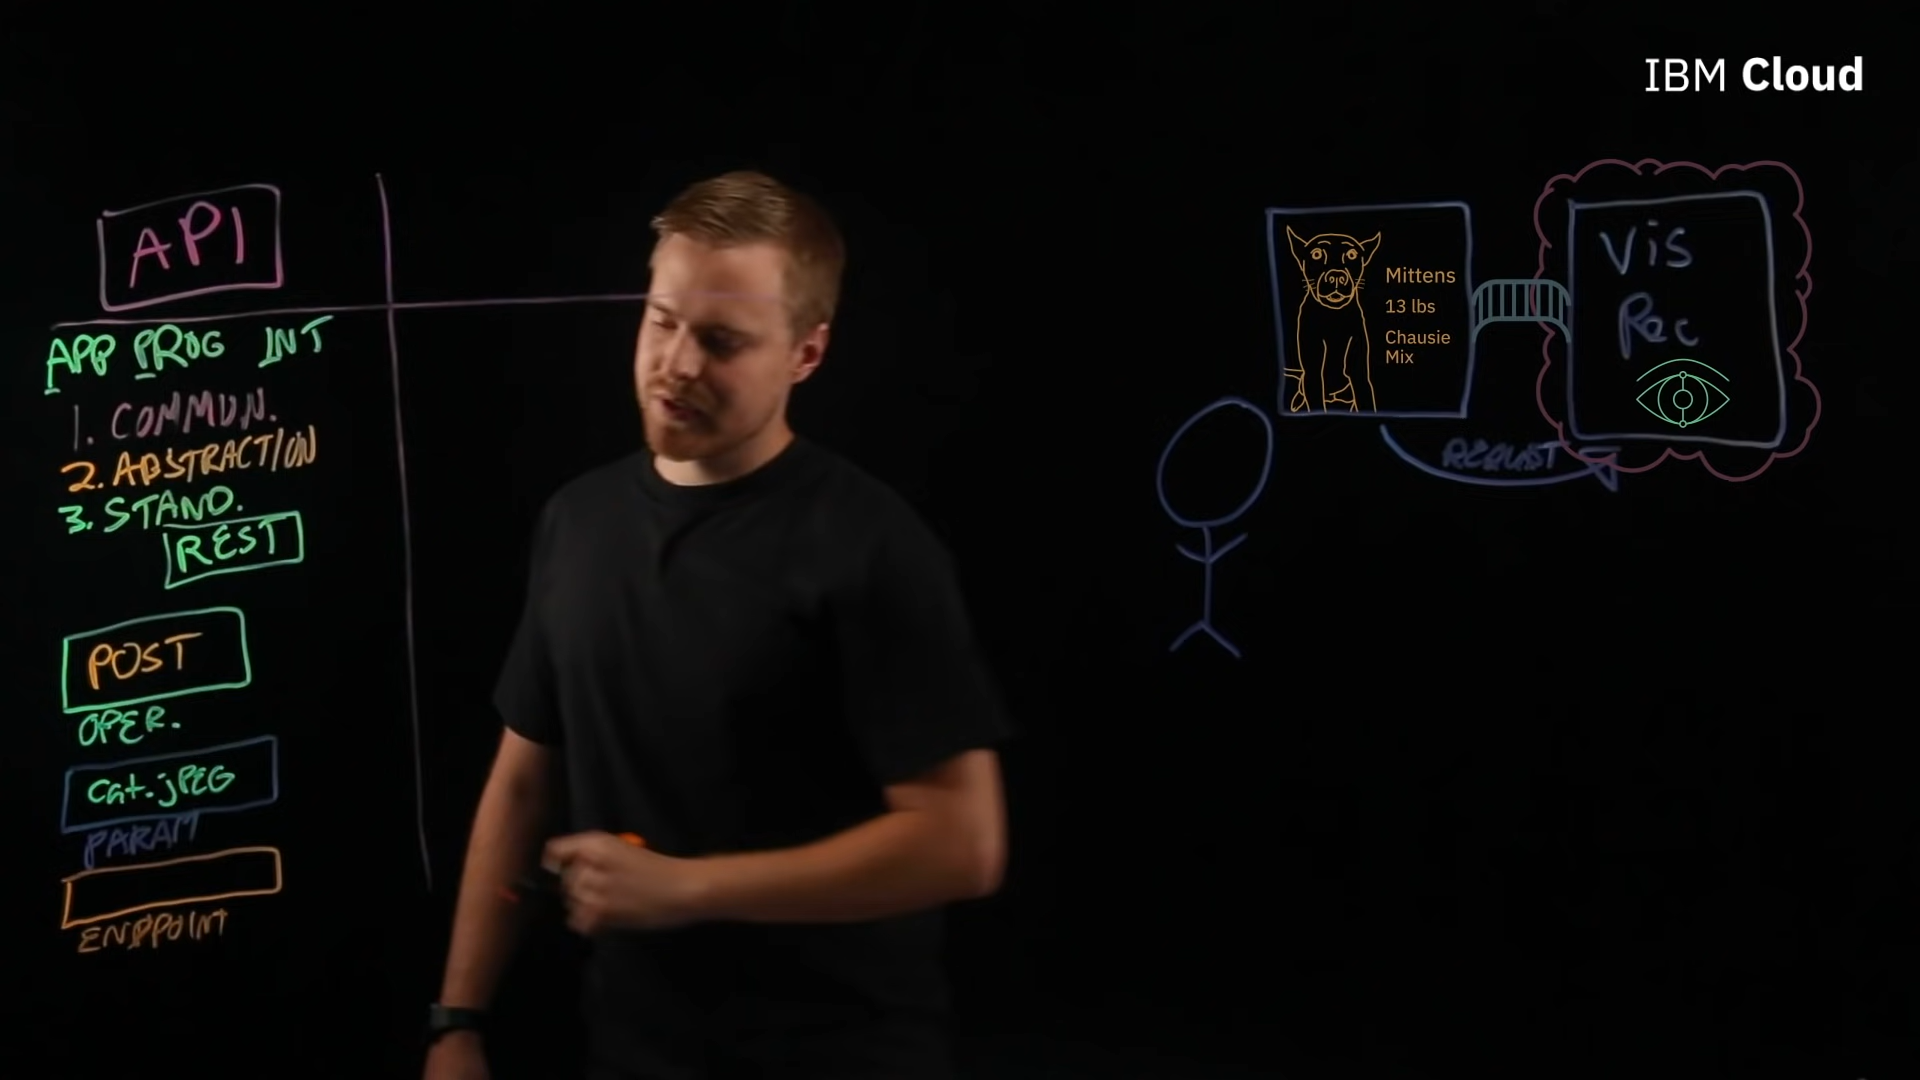 IBM Cloud
API
APP PROG INT
1. COMMUN.
2. ABSTRACTION
3. STAND.
REST
POST
OPER.
Cat.jPEG
PARAM
ENDPOINT
Mittens
13 lbs
Chausie
Mix
Vis
Rec
REQUEST